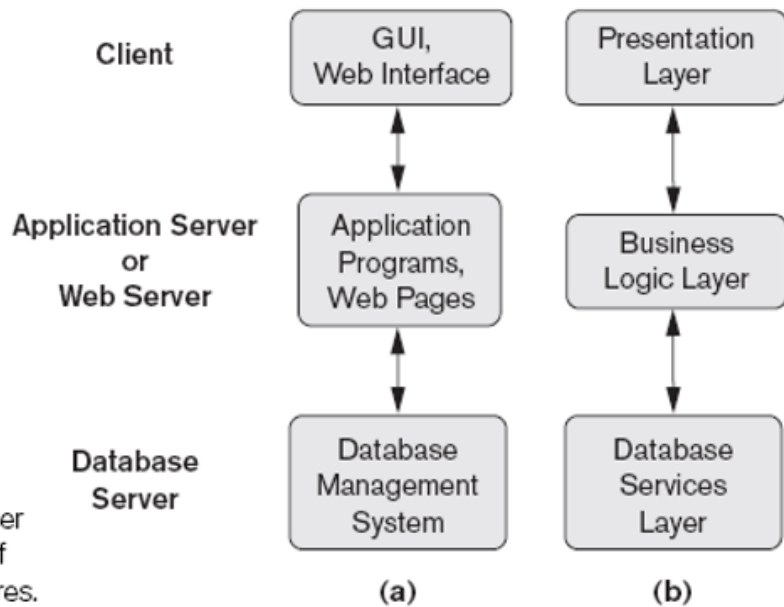 Client
GUI,
Web Interface
Presentation
Layer
Application Server
or
Web Server
Application
Programs,
Web Pages
Business
Logic Layer
Database
Server
Database
Management
System
Database
Services
Layer
(a)
(b)